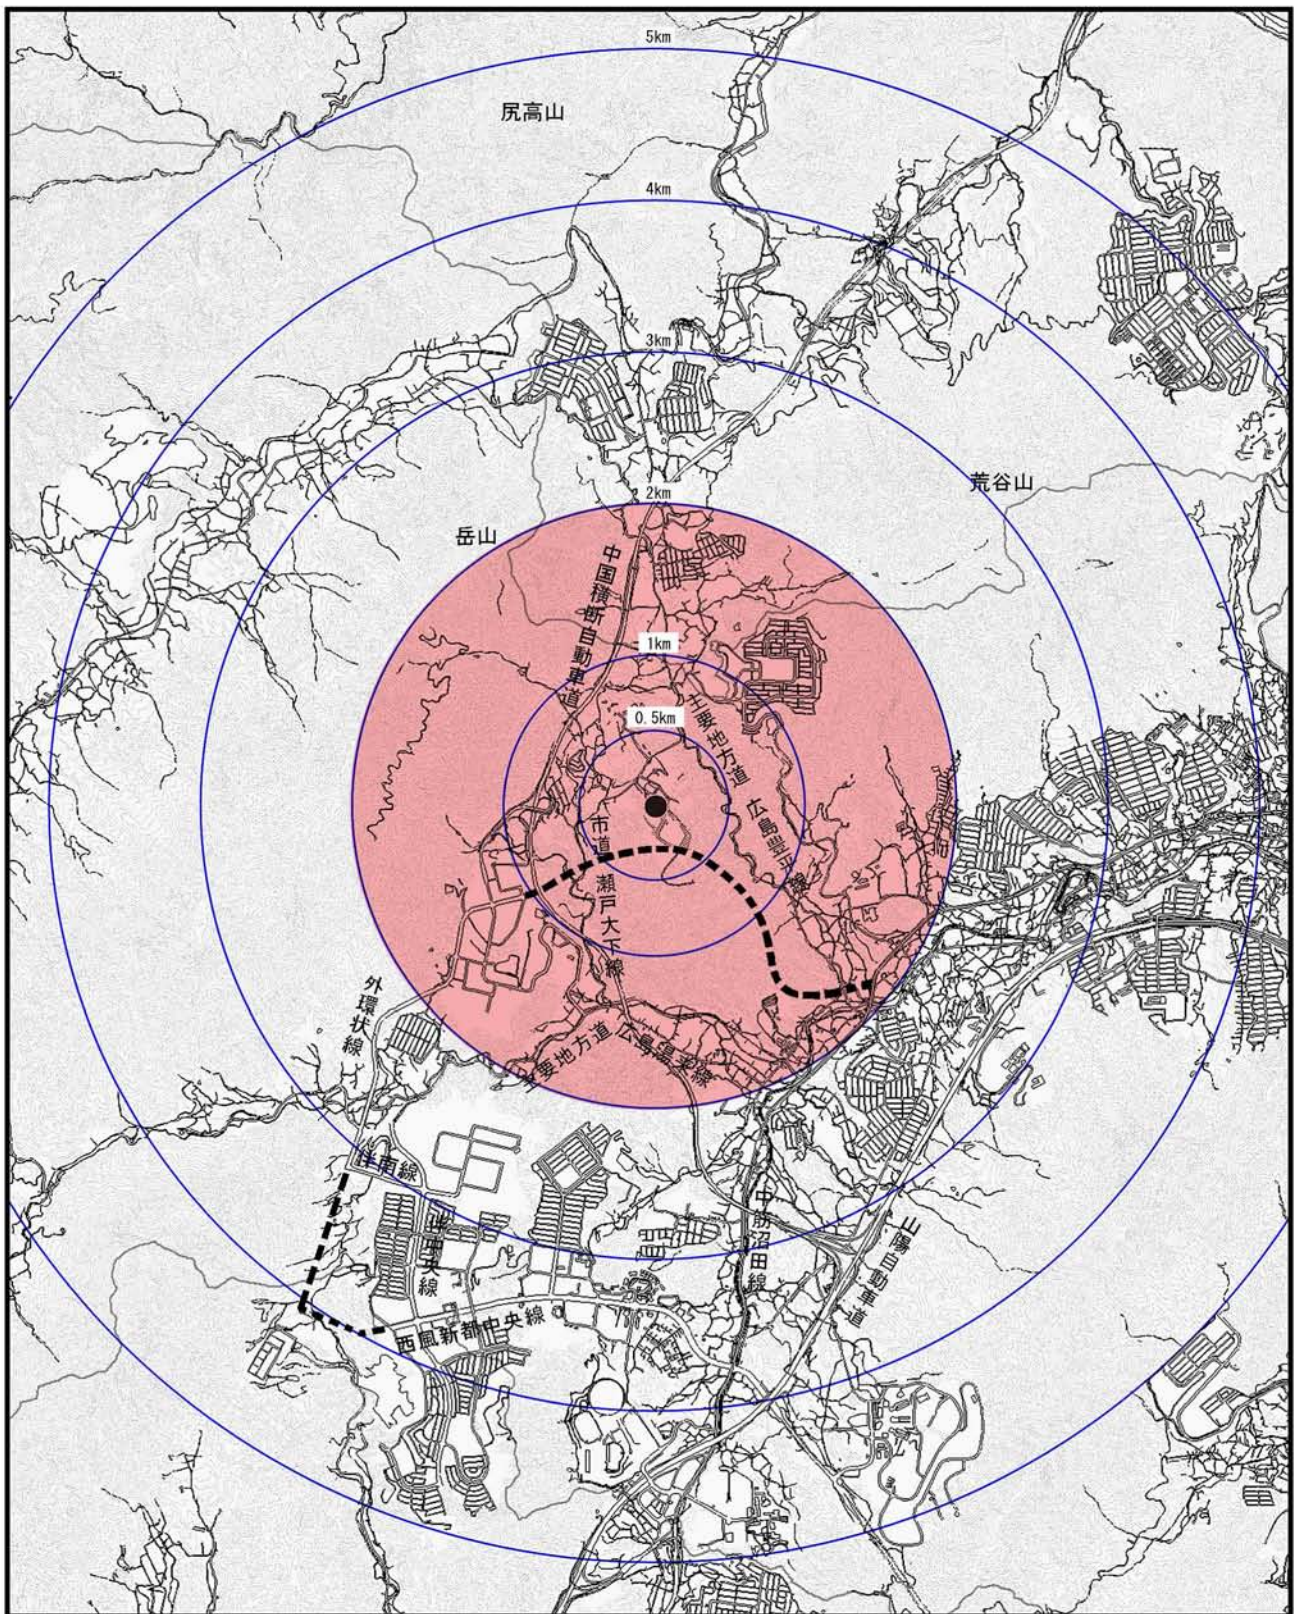 5km
尻高山
4km
3km
荒谷山
2km
岳山
中国横断自動車道
1km
主要地方道 広島豊平線
0.5km
市道 瀬戸大下線
外環状線
主要地方道 広島湯来線
伴南線
伴中央線
中筋沼田線
山陽自動車道
西風新都中央線